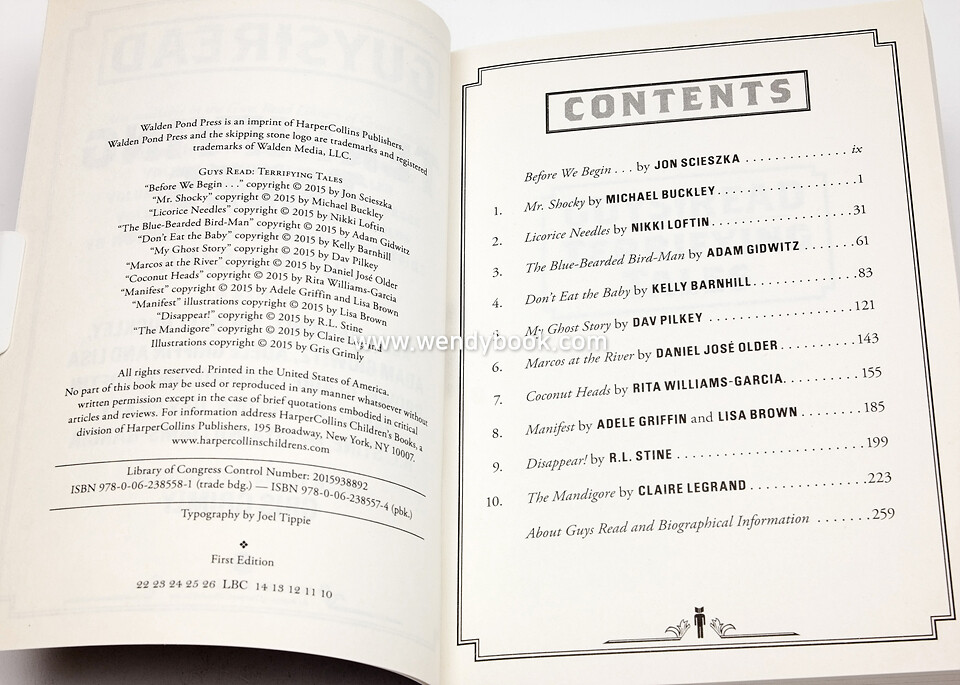 Walden Pond Press is an imprint of HarperCollins Publishers.
Walden Pond Press and the skipping stone logo are trademarks and registered
trademarks of Walden Media, LLC.
Guys Read: Terrifying Tales
“Before We Begin . . .” copyright © 2015 by Jon Scieszka
“Mr. Shocky” copyright © 2015 by Michael Buckley
“Licorice Needles” copyright © 2015 by Nikki Loftin
“The Blue-Bearded Bird-Man” copyright © 2015 by Adam Gidwitz
“Don’t Eat the Baby” copyright © 2015 by Kelly Barnhill
“My Ghost Story” copyright © 2015 by Dav Pilkey
“Marcos at the River” copyright © 2015 by Daniel José Older
“Coconut Heads” copyright © 2015 by Rita Williams-Garcia
“Manifest” copyright © 2015 by Adele Griffin and Lisa Brown
“Manifest” illustrations copyright © 2015 by Lisa Brown
“Disappear!” copyright © 2015 by R.L. Stine
“The Mandigore” copyright © 2015 by Claire Legrand
Illustrations copyright © 2015 by Gris Grimly
All rights reserved. Printed in the United States of America.
No part of this book may be used or reproduced in any manner whatsoever without
written permission except in the case of brief quotations embodied in critical
articles and reviews. For information address HarperCollins Children’s Books, a
division of HarperCollins Publishers, 195 Broadway, New York, NY 10007.
www.harpercollinschildrens.com
Library of Congress Control Number: 2015938892
ISBN 978-0-06-238558-1 (trade bdg.) — ISBN 978-0-06-238557-4 (pbk.)
Typography by Joel Tippie
First Edition
22 23 24 25 26 LBC 14 13 12 11 10
CONTENTS
Before We Begin . . . by JON SCIESZKA . . . . . . . . . . . . . . ix
1. Mr. Shocky by MICHAEL BUCKLEY. . . . . . . . . . . . . . . . . .1
2. Licorice Needles by NIKKI LOFTIN . . . . . . . . . . . . . . . . . .31
3. The Blue-Bearded Bird-Man by ADAM GIDWITZ . . . . . . .61
4. Don’t Eat the Baby by KELLY BARNHILL. . . . . . . . . . . . .83
5. My Ghost Story by DAV PILKEY . . . . . . . . . . . . . . . . . .121
6. Marcos at the River by DANIEL JOSÉ OLDER. . . . . . . . . .143
7. Coconut Heads by RITA WILLIAMS-GARCIA. . . . . . . . . .155
8. Manifest by ADELE GRIFFIN and LISA BROWN . . . . . . . .185
9. Disappear! by R.L. STINE . . . . . . . . . . . . . . . . . . . . . .199
10. The Mandigore by CLAIRE LEGRAND . . . . . . . . . . . . . .223
About Guys Read and Biographical Information . . . . . . .259
www.wendybook.com